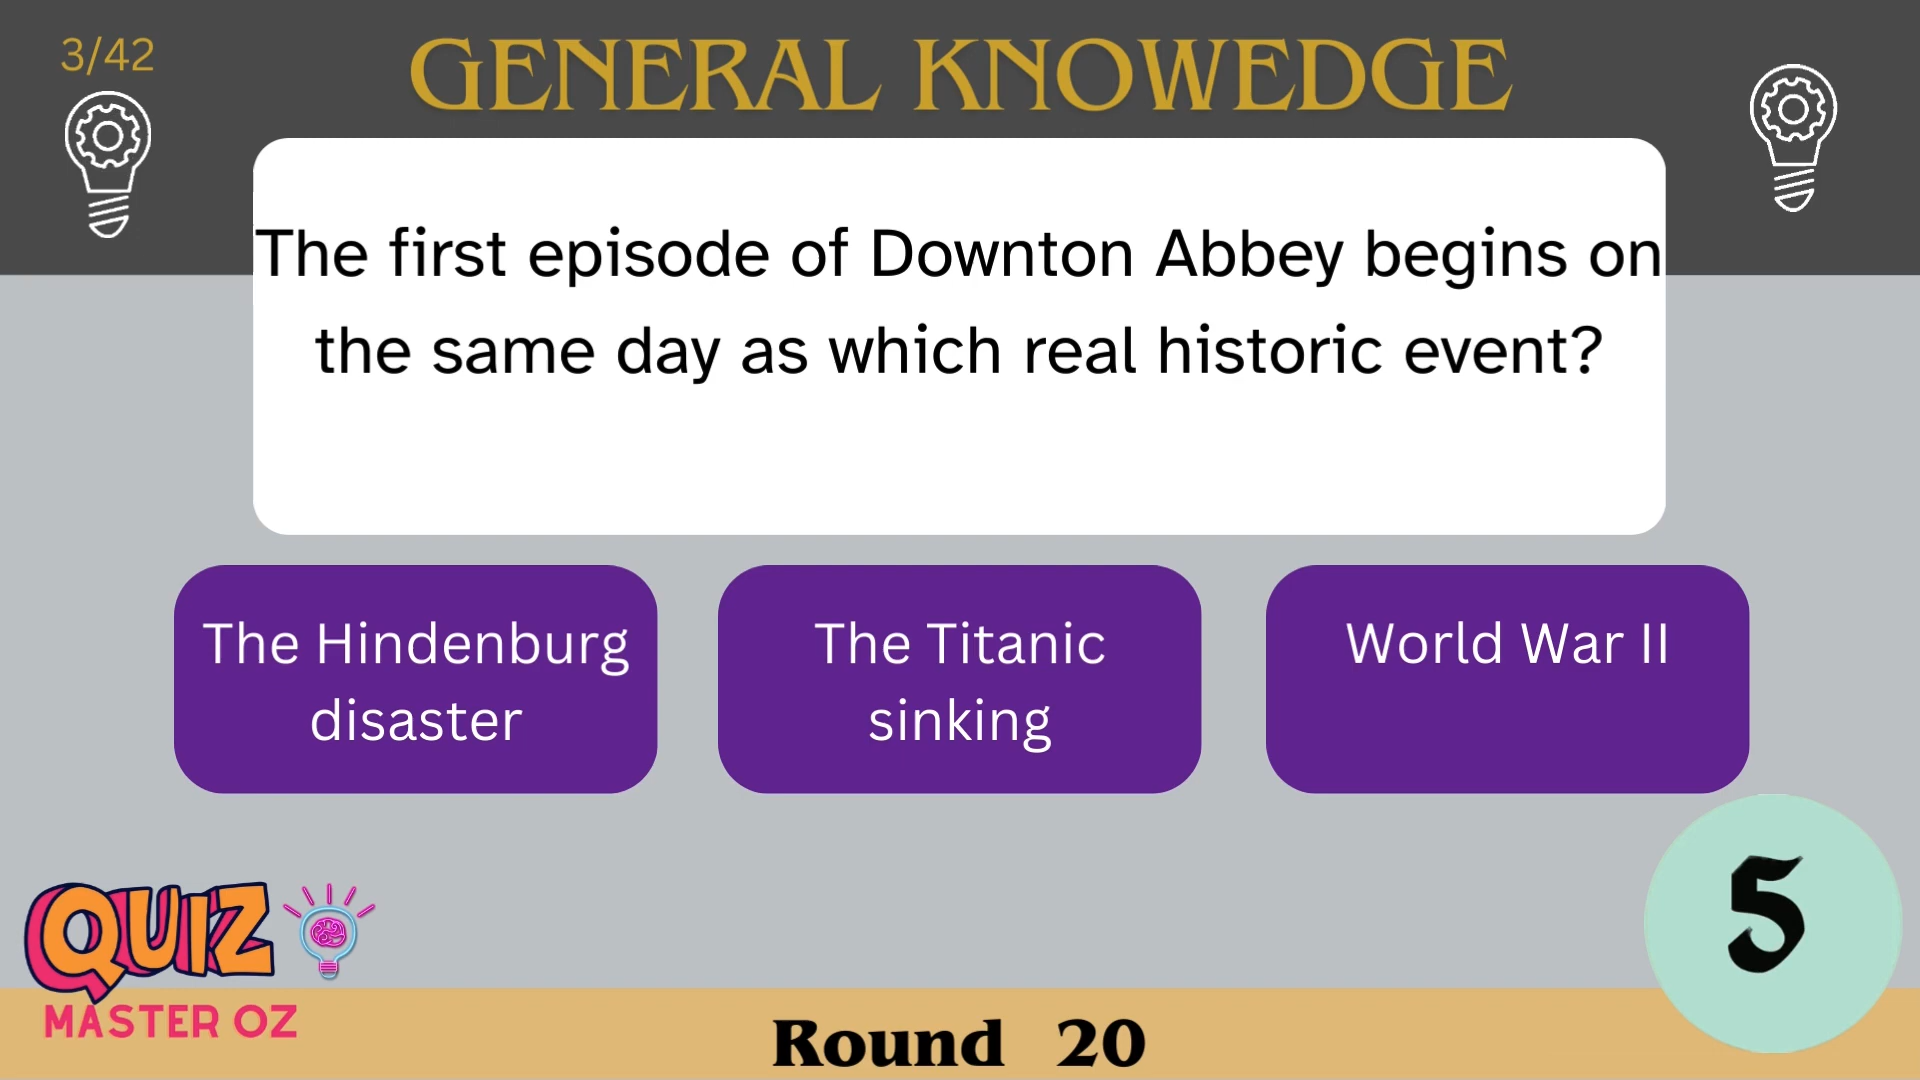 3/42
GENERAL KNOWEDGE
The first episode of Downton Abbey begins on
the same day as which real historic event?
The Hindenburg
disaster
The Titanic
sinking
World War II
5
QUIZ
MASTER OZ
Round 20